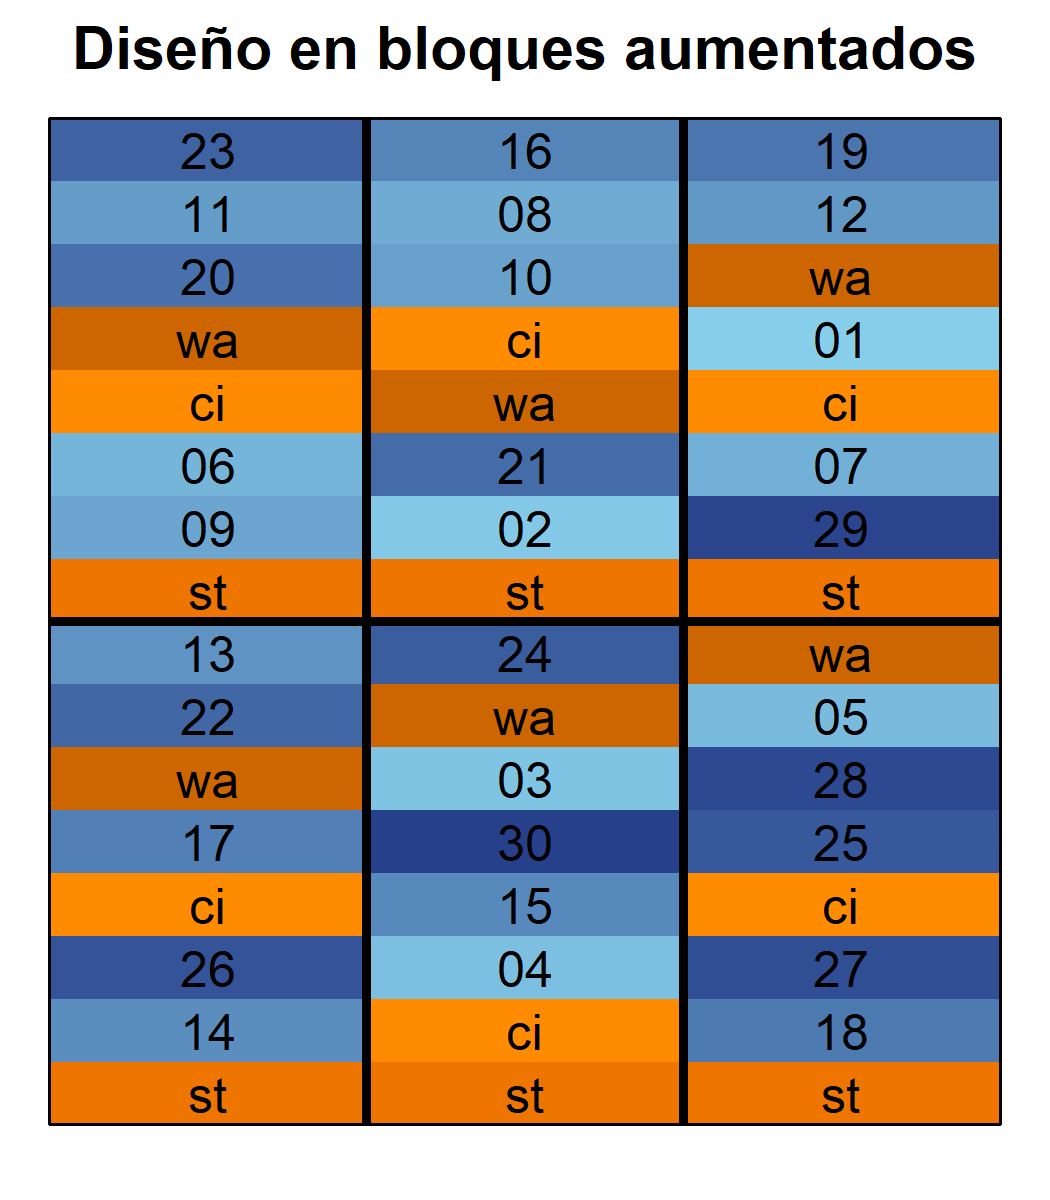 Diseño en bloques aumentados
23 16 19
11 08 12
20 10 wa
wa ci 01
ci wa ci
06 21 07
09 02 29
st st st
13 24 wa
22 wa 05
wa 03 28
17 30 25
ci 15 ci
26 04 27
14 ci 18
st st st